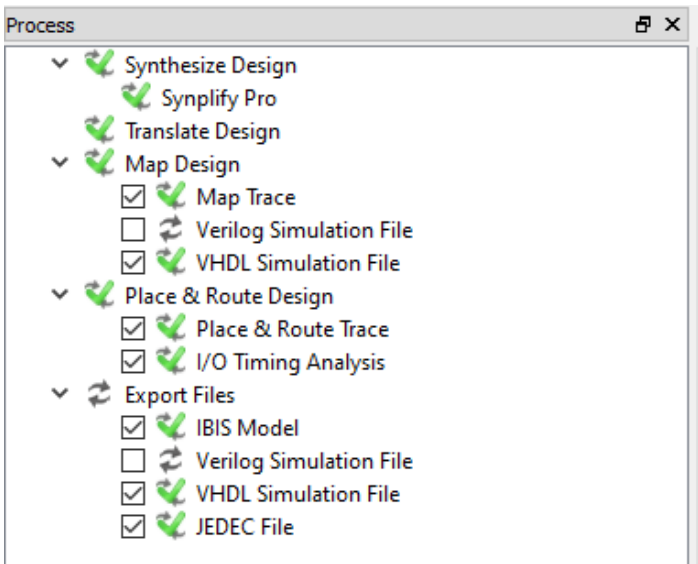 Process
Synthesize Design
Synplify Pro
Translate Design
Map Design
Map Trace
Verilog Simulation File
VHDL Simulation File
Place & Route Design
Place & Route Trace
I/O Timing Analysis
Export Files
IBIS Model
Verilog Simulation File
VHDL Simulation File
JEDEC File